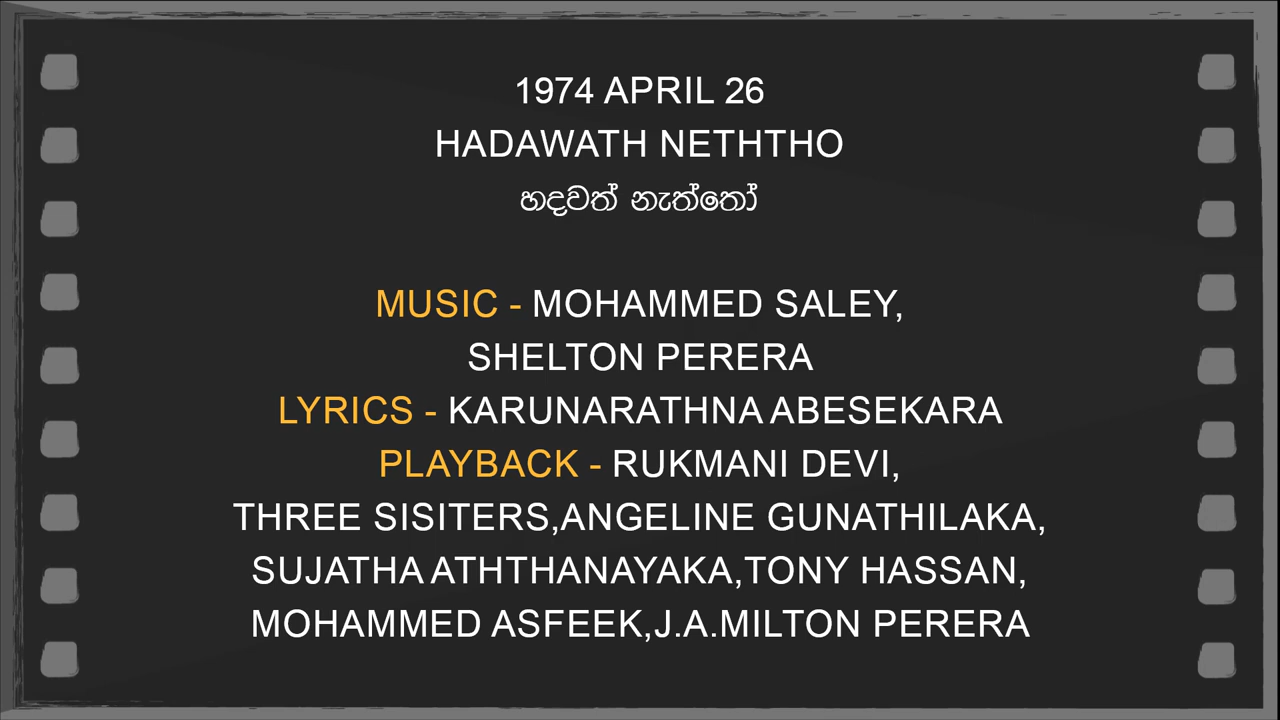 1974 APRIL 26
HADAWATH NETHTHO
හදවත් නැත්තෝ
MUSIC - MOHAMMED SALEY,
SHELTON PERERA
LYRICS - KARUNARATHNA ABESEKARA
PLAYBACK - RUKMANI DEVI,
THREE SISITERS,ANGELINE GUNATHILAKA,
SUJATHA ATHTHANAYAKA,TONY HASSAN,
MOHAMMED ASFEEK,J.A.MILTON PERERA